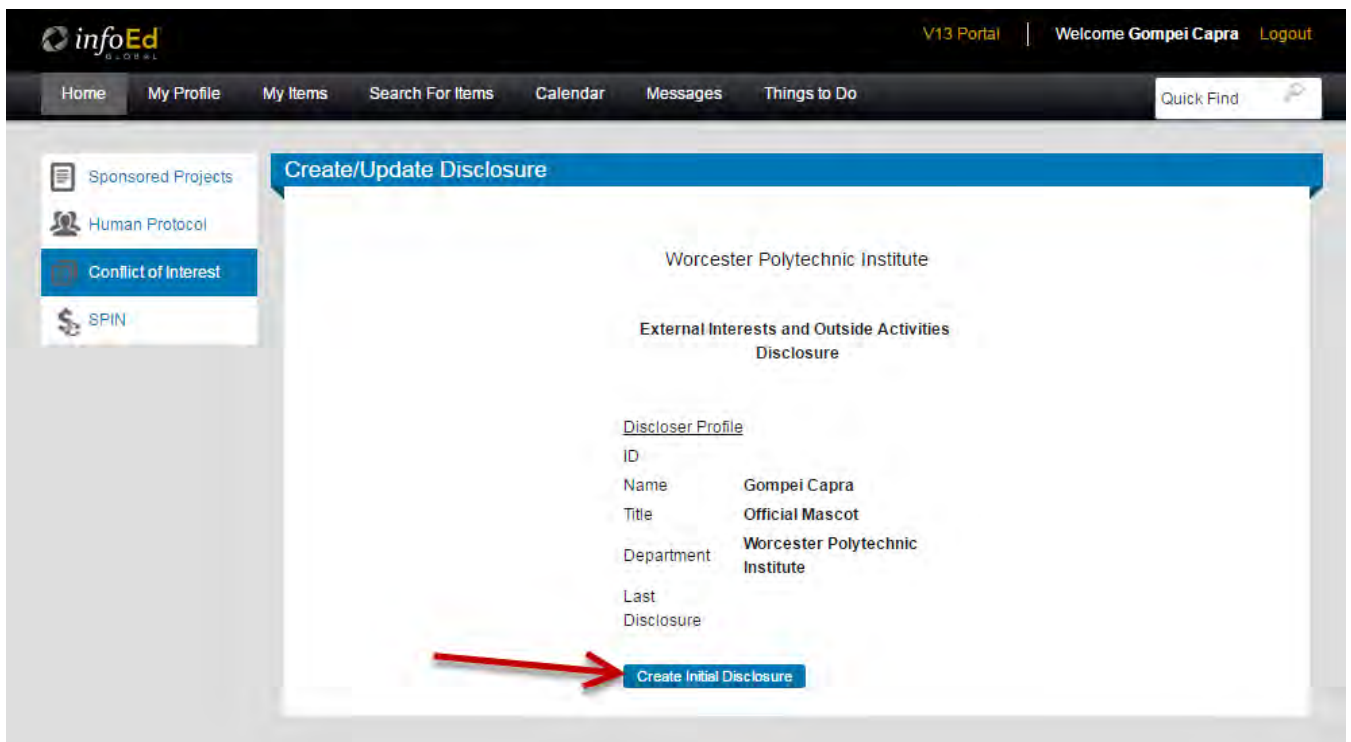 infoEd
GLOBAL
V13 Portal
Welcome Gompei Capra Logout
Home My Profile My Items Search For Items Calendar Messages Things to Do
Quick Find
Sponsored Projects
Human Protocol
Conflict of Interest
SPIN
Create/Update Disclosure
Worcester Polytechnic Institute
External Interests and Outside Activities
Disclosure
Discloser Profile
ID
Name Gompei Capra
Title Official Mascot
Department Worcester Polytechnic
Institute
Last
Disclosure
Create Initial Disclosure